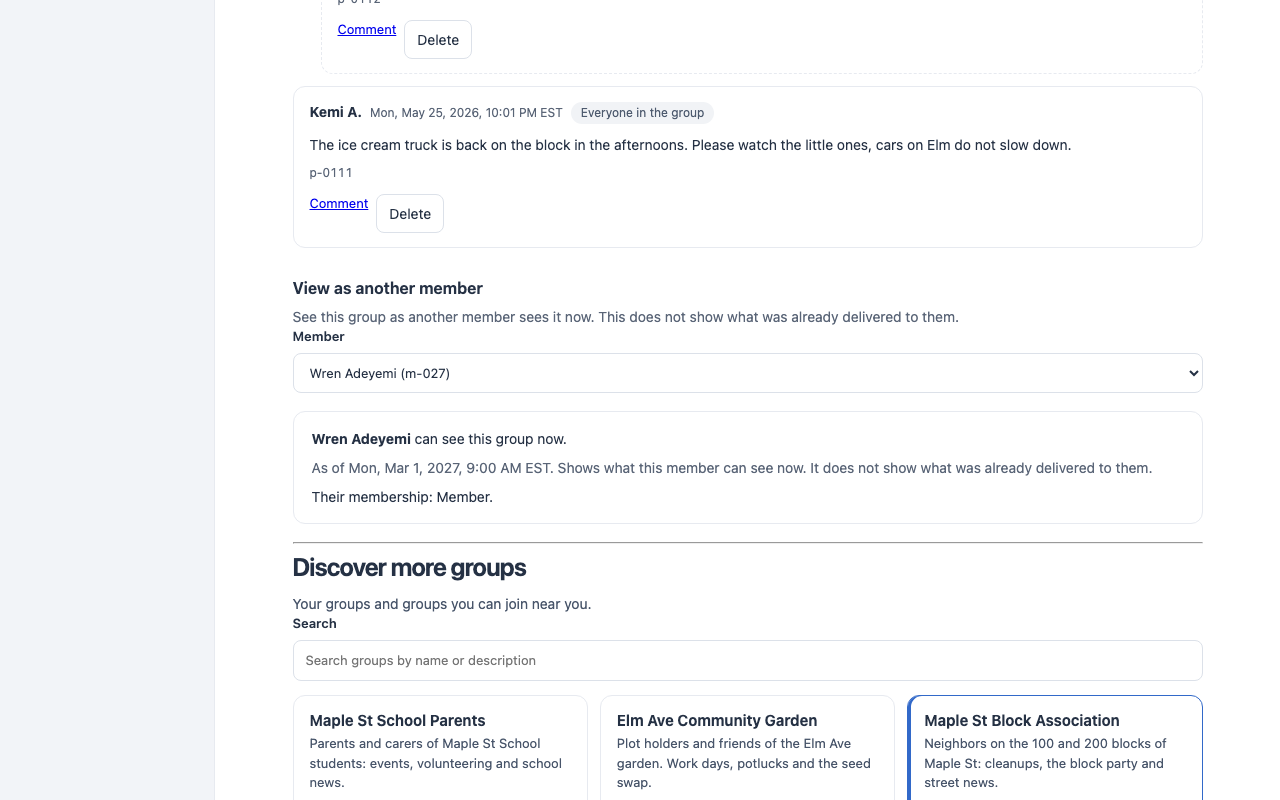 p-0112
Comment Delete
Kemi A. Mon, May 25, 2026, 10:01 PM EST Everyone in the group
The ice cream truck is back on the block in the afternoons. Please watch the little ones, cars on Elm do not slow down.
p-0111
Comment Delete
View as another member
See this group as another member sees it now. This does not show what was already delivered to them.
Member
Wren Adeyemi (m-027)
Wren Adeyemi can see this group now.
As of Mon, Mar 1, 2027, 9:00 AM EST. Shows what this member can see now. It does not show what was already delivered to them.
Their membership: Member.
Discover more groups
Your groups and groups you can join near you.
Search
Search groups by name or description
Maple St School Parents
Parents and carers of Maple St School
students: events, volunteering and school
news.
Elm Ave Community Garden
Plot holders and friends of the Elm Ave
garden. Work days, potlucks and the seed
swap.
Maple St Block Association
Neighbors on the 100 and 200 blocks of
Maple St: cleanups, the block party and
street news.